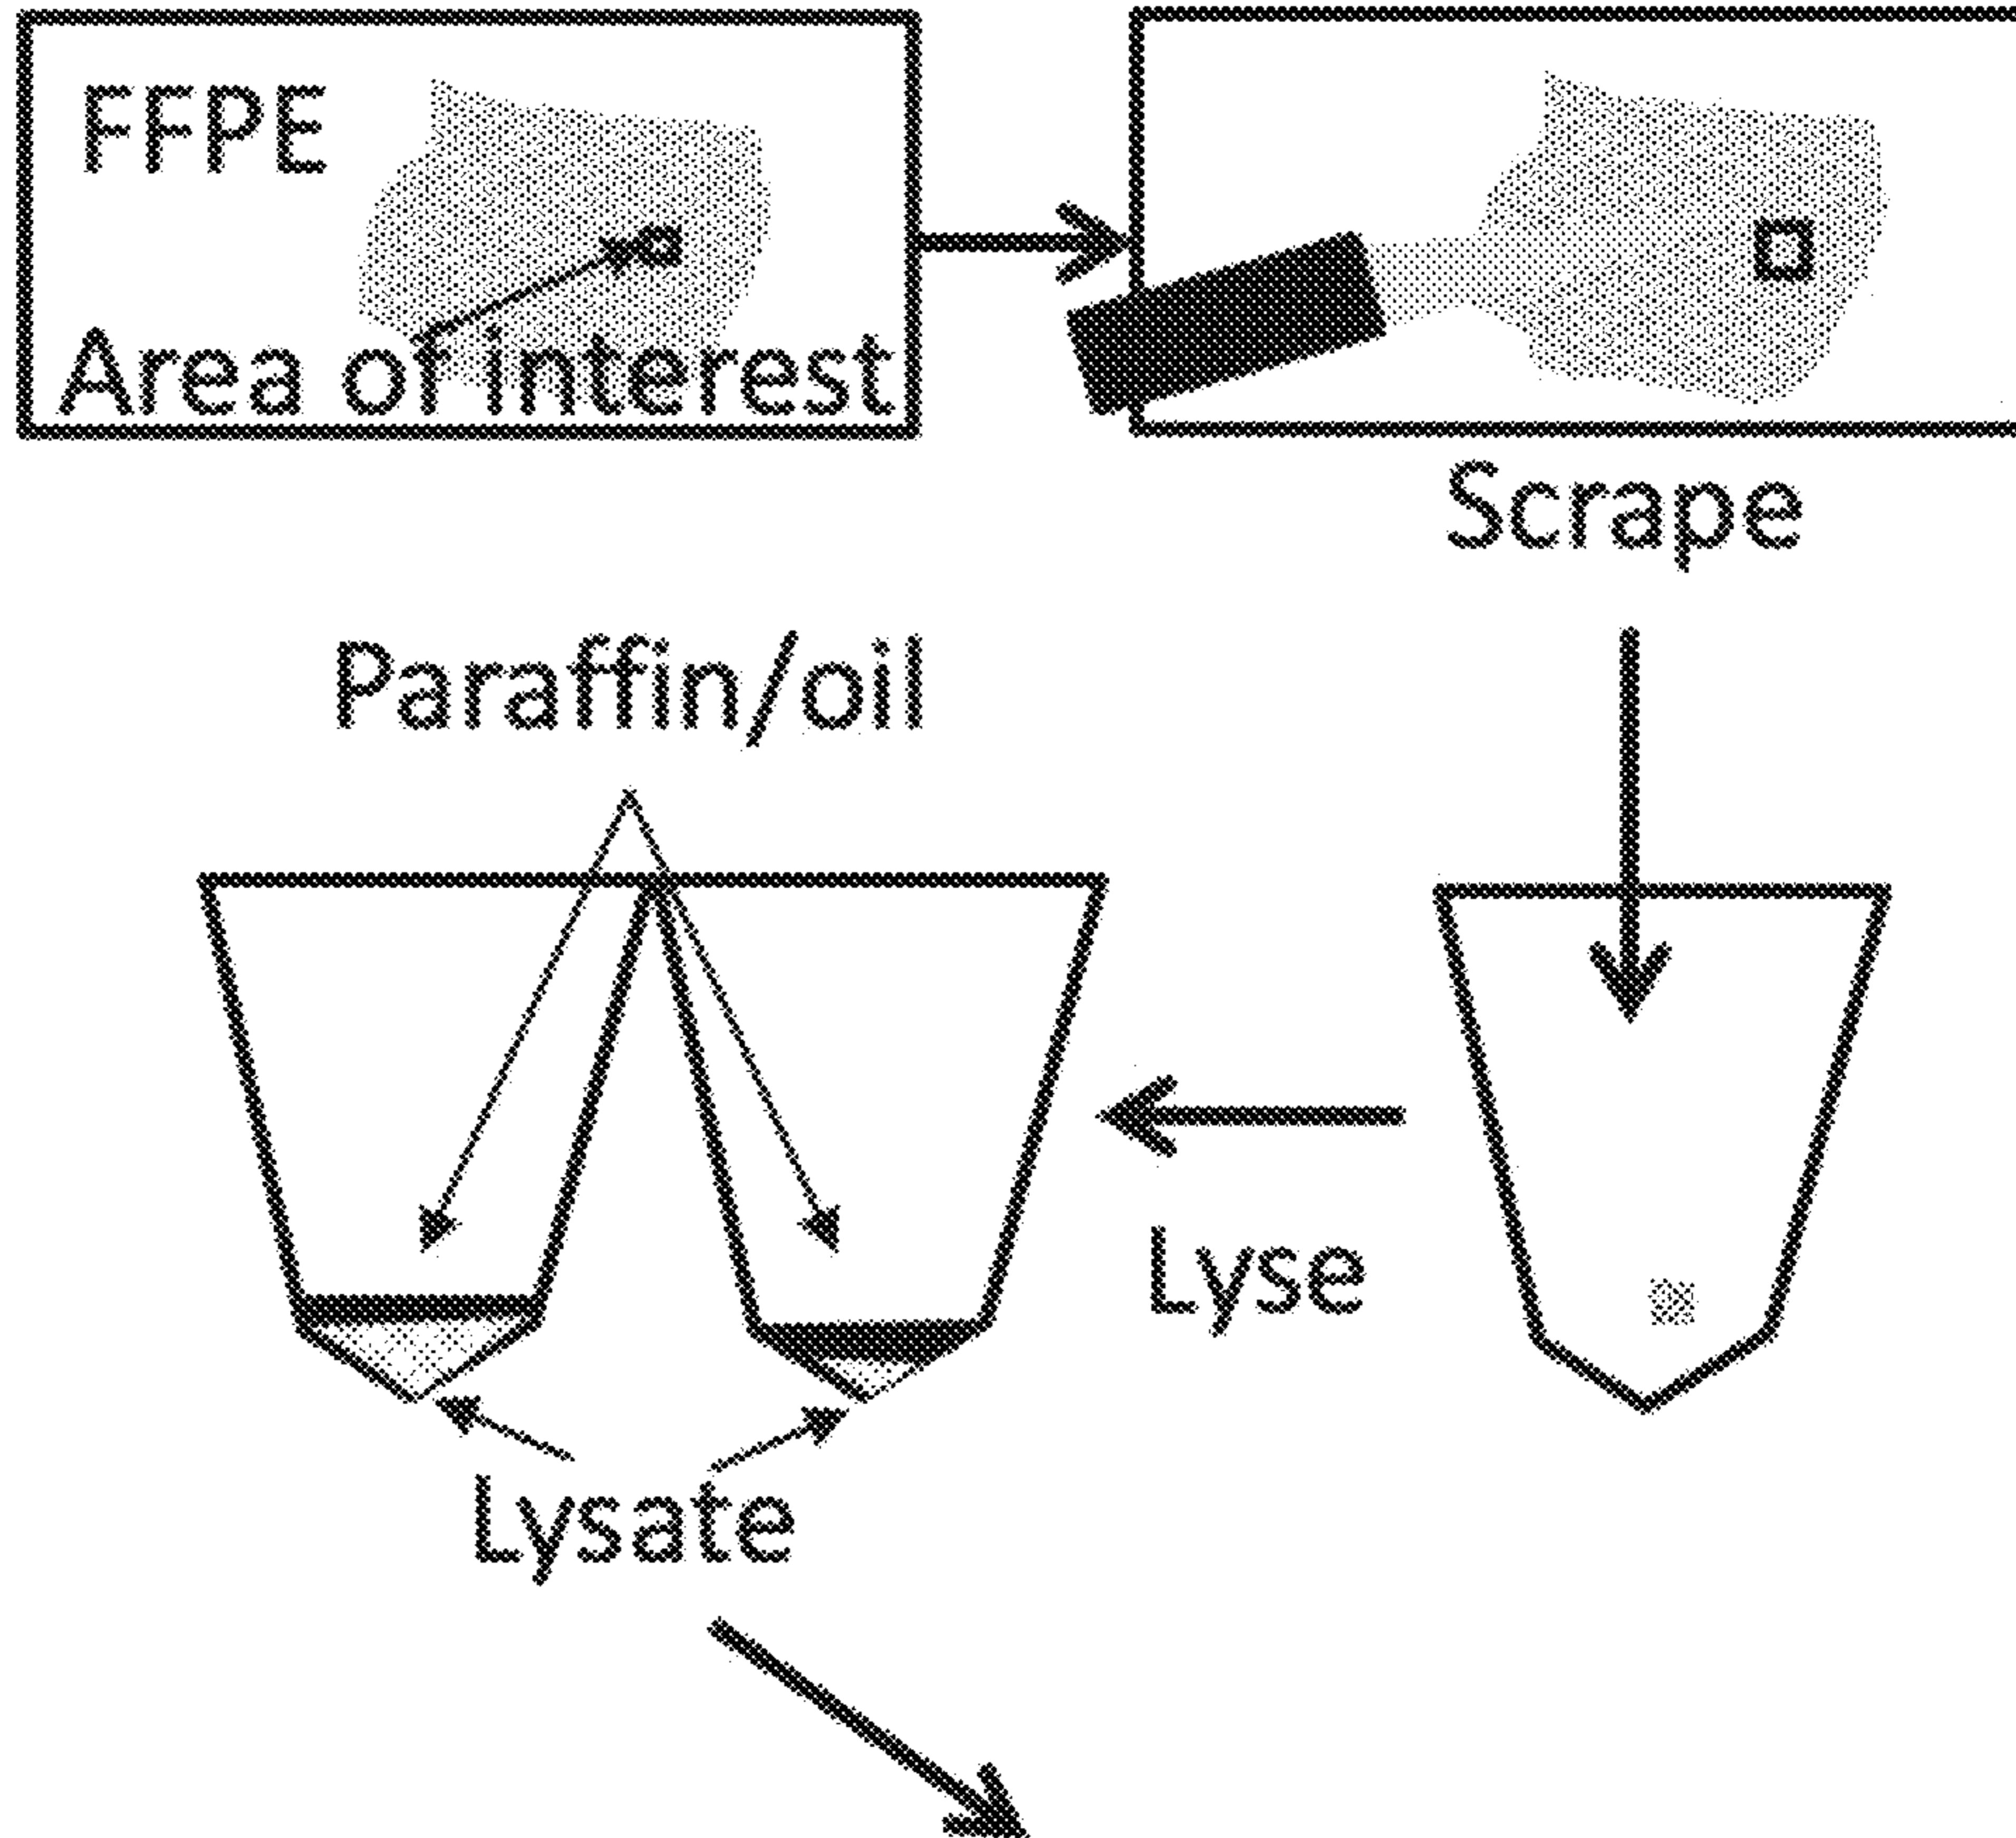 FFPE
Area of interest
Scrape
Paraffin/oil
Lyse
Lysate